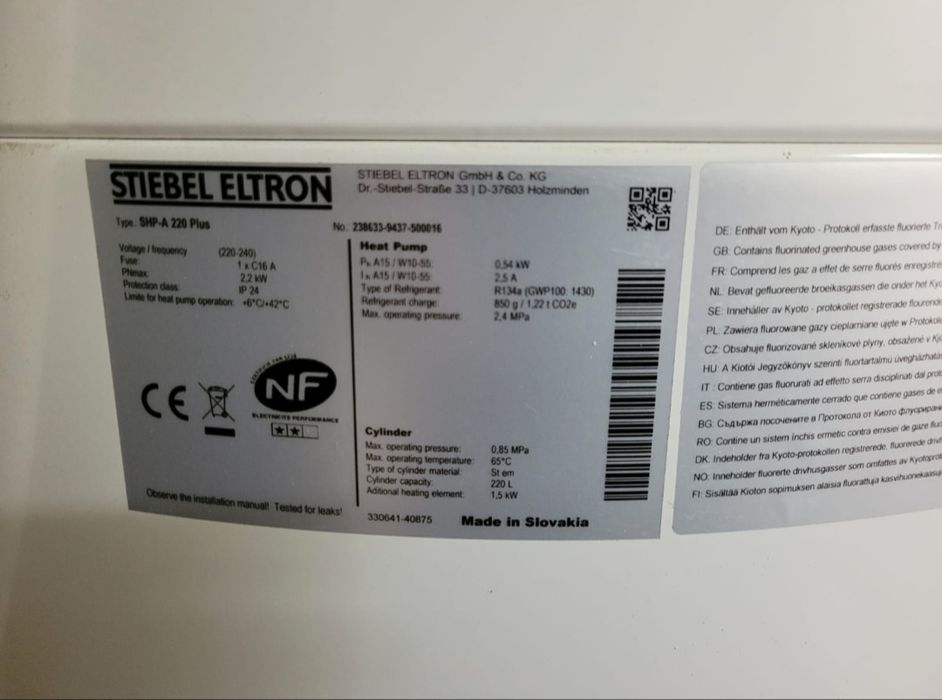 STIEBEL ELTRON
STIEBEL ELTRON GmbH & Co. KG
Dr.-Stiebel-Straße 33 | D-37603 Holzminden
Type.: SHP-A 220 Plus
No. 238633-9437-500016
Voltage / frequency (220-240)
Fuse: 1 x C16 A
PNmax: 2,2 kW
Protection class: IP 24
Limite for heat pump operation: +6°C/+42°C
Heat Pump
A15 / W10-55: 0,54 kW
A15 / W10-55: 2,5 A
Type of Refrigerant: R134a (GWP100: 1430)
Refrigerant charge: 850 g / 1,22 t CO2e
Max. operating pressure: 2,4 MPa
CE
NF
ELECTRICITE PERFORMANCE
Cylinder
Max. operating pressure: 0,85 MPa
Max. operating temperature: 65°C
Type of cylinder material: St em
Cylinder capacity: 220 L
Aditional heating element: 1,5 kW
Observe the installation manual! Tested for leaks!
330641-40875 Made in Slovakia
DE: Enthält vom Kyoto - Protokoll erfasste fluorierte
GB: Contains fluorinated greenhouse gases covered by
FR: Comprend les gaz a effet de serre fluorés
NL: Bevat gefluoreerde broeikasgassen die onder het
SE: Innehåller av Kyoto - protokollet registrerade
PL: Zawiera fluorowane gazy cieplarniane ujęte w
CZ: Obsahuje fluorizované sklenikové plyny, obsažené v
HU: A Kiotói Jegyzőkönyv szerinti fluortartalmú
IT : Contiene gas fluorurati ad effetto serra disciplinati dal
ES: Sistema herméticamente cerrado que contiene gases de
BG: Съдържа посочените в Протокола от Киото
RO: Contine un sistem inchis ermetic contra emisiei de gaze
DK: Indeholder fra Kyoto-protokollen registrerede, fluorerede
NO: Inneholder fluorerte drivhusgasser som omfattes av
FI: Sisältää Kioton sopimuksen alaisia fluorattuja